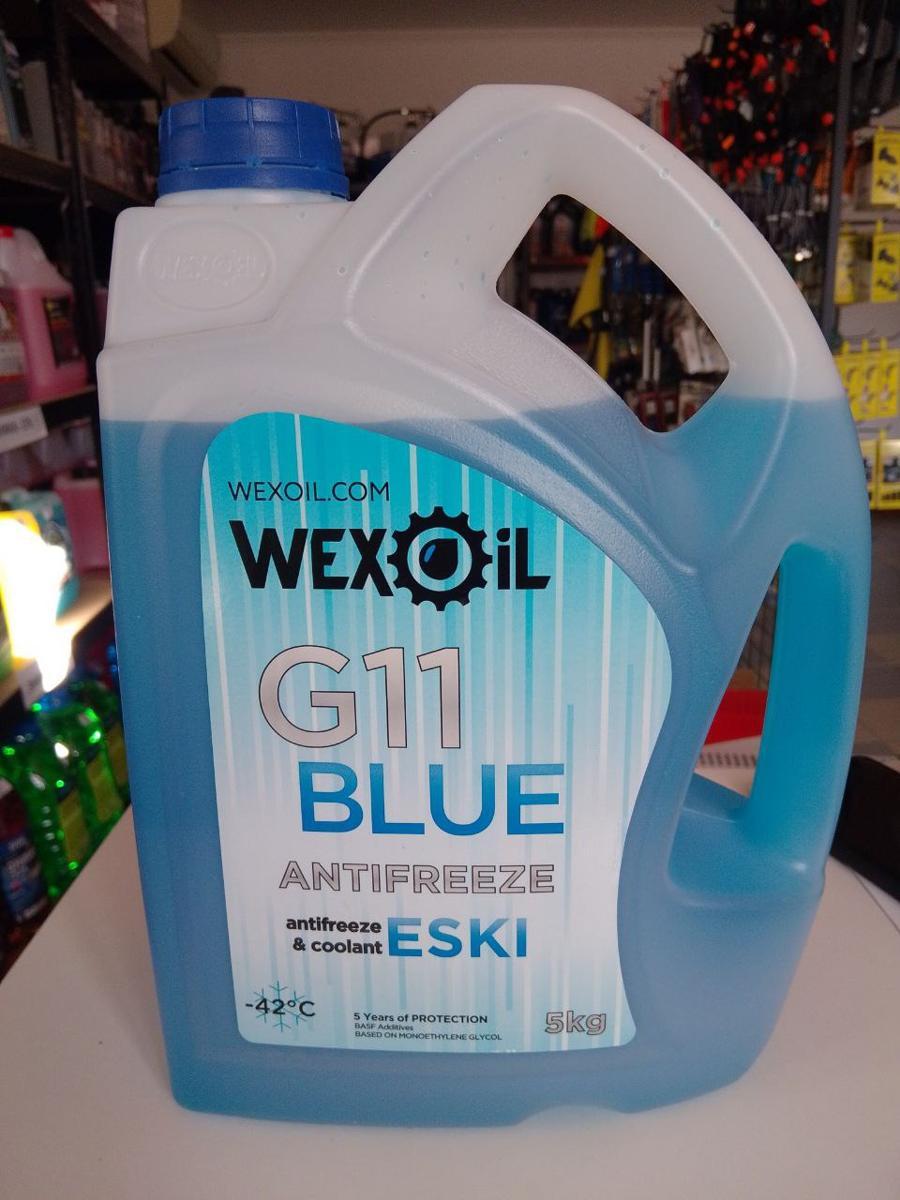 WEXOIL
WEXOIL.COM
WEXOiL
G11
BLUE
ANTIFREEZE
antifreeze
& coolant ESKI
-42°C
5 Years of PROTECTION
BASF Additives
BASED ON MONOETHYLENE GLYCOL
5kg